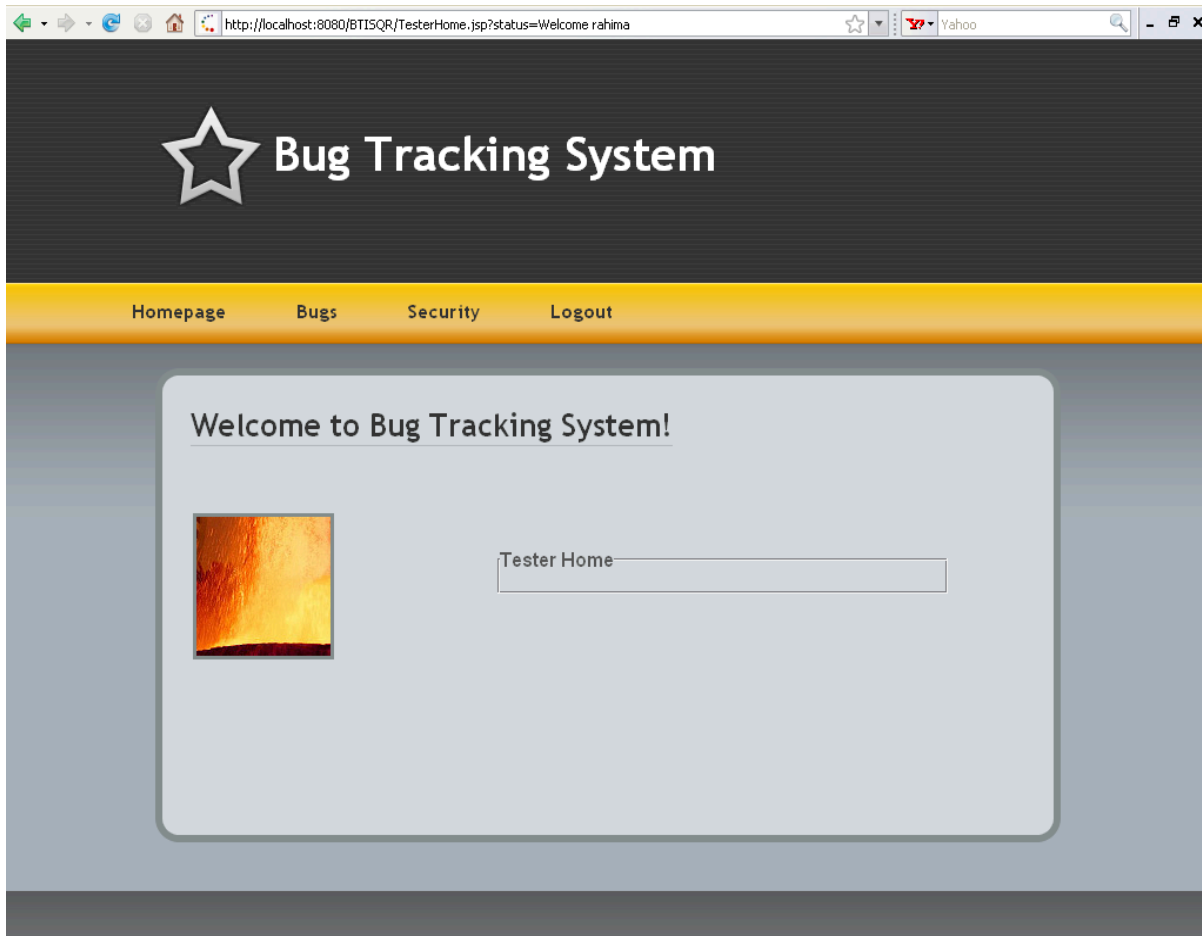 http://localhost:8080/BTISQR/TesterHome.jsp?status=Welcome rahima
Yahoo
Bug Tracking System
Homepage Bugs Security Logout
Welcome to Bug Tracking System!
Tester Home